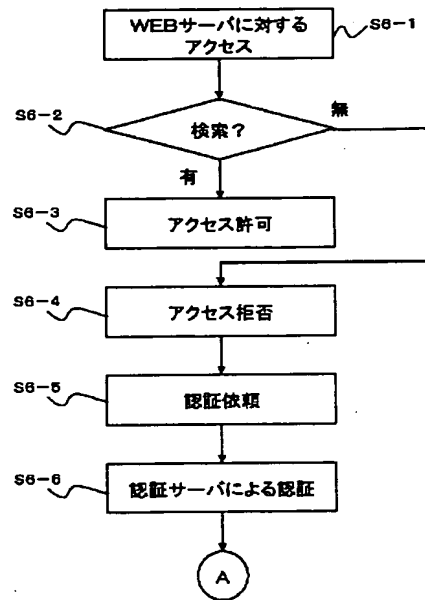 WEBサーバに対する
アクセス
S6-1
S6-2
検索?
無
有
S6-3
アクセス許可
S6-4
アクセス拒否
S6-5
認証依頼
S6-6
認証サーバによる認証
A